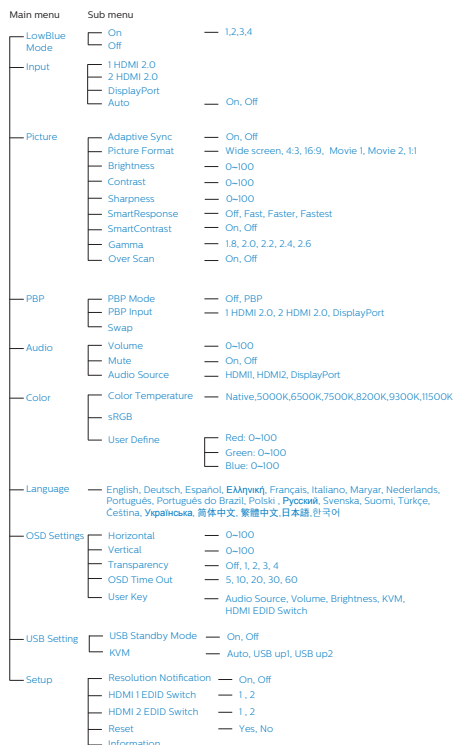 Main menu Sub menu
LowBlue Mode On 1,2,3,4
Off
Input 1 HDMI 2.0
2 HDMI 2.0
DisplayPort
Auto On, Off
Picture Adaptive Sync On, Off
Picture Format Wide screen, 4:3, 16:9, Movie 1, Movie 2, 1:1
Brightness 0~100
Contrast 0~100
Sharpness 0~100
SmartResponse Off, Fast, Faster, Fastest
SmartContrast On, Off
Gamma 1.8, 2.0, 2.2, 2.4, 2.6
Over Scan On, Off
PBP PBP Mode Off, PBP
PBP Input 1 HDMI 2.0, 2 HDMI 2.0, DisplayPort
Swap
Audio Volume 0~100
Mute On, Off
Audio Source HDMI1, HDMI2, DisplayPort
Color Color Temperature Native,5000K,6500K,7500K,8200K,9300K,11500K
sRGB
User Define Red: 0~100
Green: 0~100
Blue: 0~100
Language English, Deutsch, Español, Ελληνική, Français, Italiano, Maryar, Nederlands,
Português, Português do Brazil, Polski , Русский, Svenska, Suomi, Türkçe,
Čeština, Українська, 简体中文, 繁體中文,日本語,한국어
OSD Settings Horizontal 0~100
Vertical 0~100
Transparency Off, 1, 2, 3, 4
OSD Time Out 5, 10, 20, 30, 60
User Key Audio Source, Volume, Brightness, KVM,
HDMI EDID Switch
USB Setting USB Standby Mode On, Off
KVM Auto, USB up1, USB up2
Setup Resolution Notification On, Off
HDMI 1 EDID Switch 1 , 2
HDMI 2 EDID Switch 1 , 2
Reset Yes, No
Information